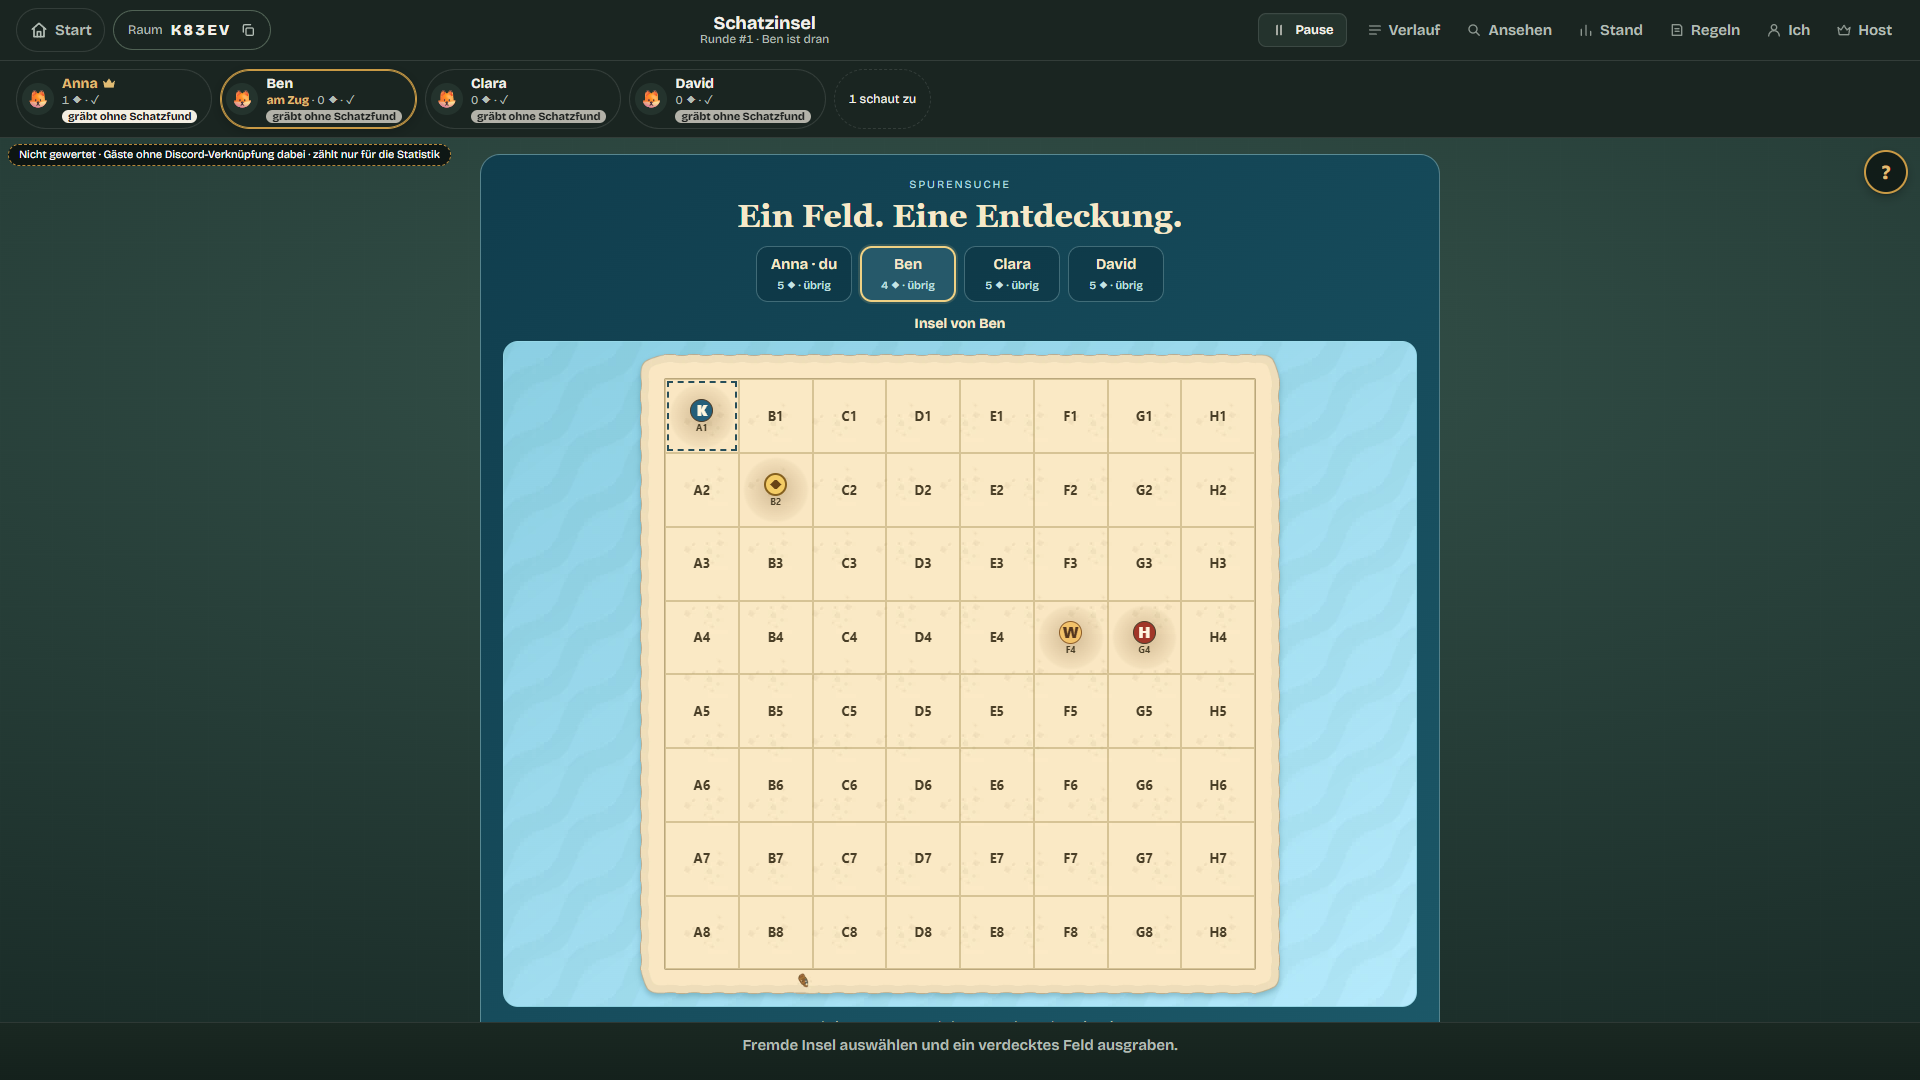 Start
Raum K83EV
Schatzinsel
Runde #1 · Ben ist dran
Pause
Verlauf
Ansehen
Stand
Regeln
Ich
Host
Anna
1 ◆ · ✓
gräbt ohne Schatzfund
Ben
am Zug · 0 ◆ · ✓
gräbt ohne Schatzfund
Clara
0 ◆ · ✓
gräbt ohne Schatzfund
David
0 ◆ · ✓
gräbt ohne Schatzfund
1 schaut zu
Nicht gewertet · Gäste ohne Discord-Verknüpfung dabei · zählt nur für die Statistik
?
SPURENSUCHE
Ein Feld. Eine Entdeckung.
Anna · du
5 ◆ · übrig
Ben
4 ◆ · übrig
Clara
5 ◆ · übrig
David
5 ◆ · übrig
Insel von Ben
K
A1 B1 C1 D1 E1 F1 G1 H1
A2 B2 C2 D2 E2 F2 G2 H2
A3 B3 C3 D3 E3 F3 G3 H3
W H
A4 B4 C4 D4 E4 F4 G4 H4
A5 B5 C5 D5 E5 F5 G5 H5
A6 B6 C6 D6 E6 F6 G6 H6
A7 B7 C7 D7 E7 F7 G7 H7
A8 B8 C8 D8 E8 F8 G8 H8
Fremde Insel auswählen und ein verdecktes Feld ausgraben.